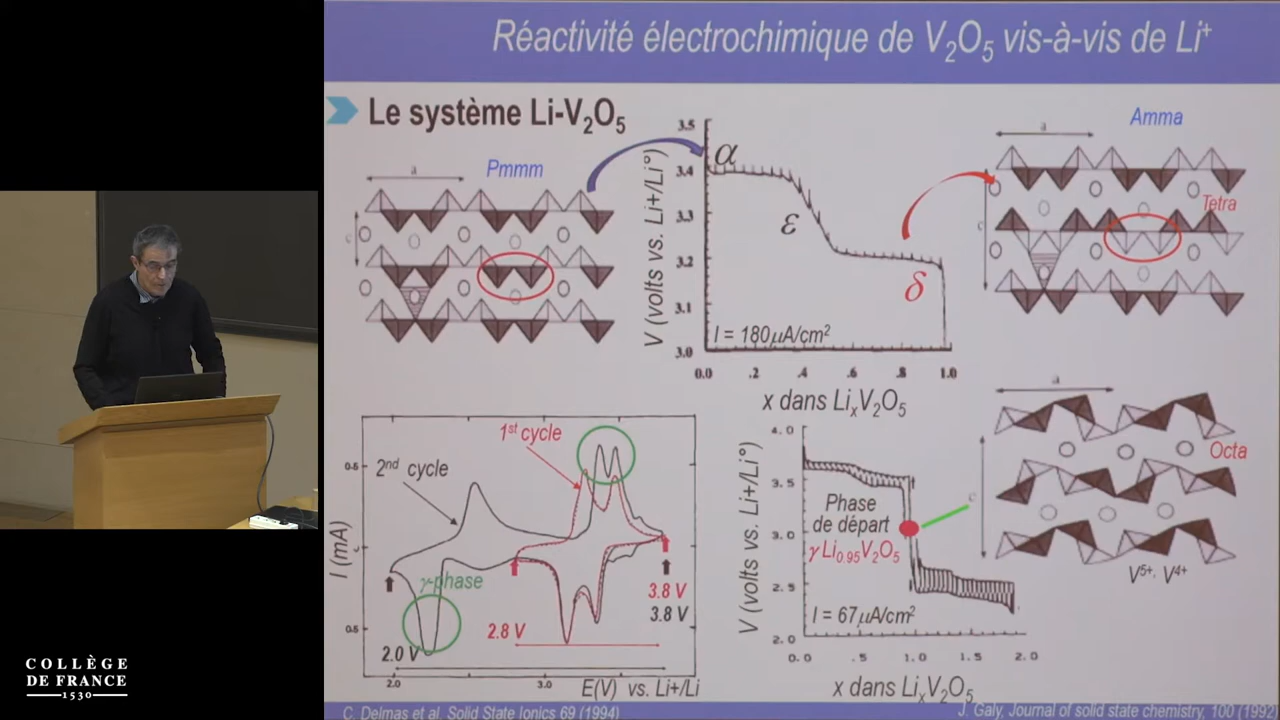 Réactivité électrochimique de V2O5 vis-à-vis de Li+
Le système Li-V2O5
Pmmm
a
c
V (volts vs. Li+/Li°)
3.5
3.4
3.3
3.2
3.1
3.0
α
ε
δ
I = 180µA/cm2
0.0 .2 .4 .6 .8 1.0
x dans LixV2O5
Amma
a
c
Tetra
I (mA)
0.5
0.5
2nd cycle
1st cycle
γ-phase
2.8 V
3.8 V
3.8 V
2.0 V
2.0 3.0
E(V) vs. Li+/Li
V (volts vs. Li+/Li°)
4.0
3.5
3.0
2.5
2.0
Phase
de départ
γ Li0.95V2O5
I = 67µA/cm2
0.0 .5 1.0 1.5 2.0
x dans LixV2O5
a
c
Octa
V5+, V4+
C. Delmas et al. Solid State Ionics 69 (1994)
J. Galy, Journal of solid state chemistry, 100 (1992)
COLLÈGE
DE FRANCE
1530